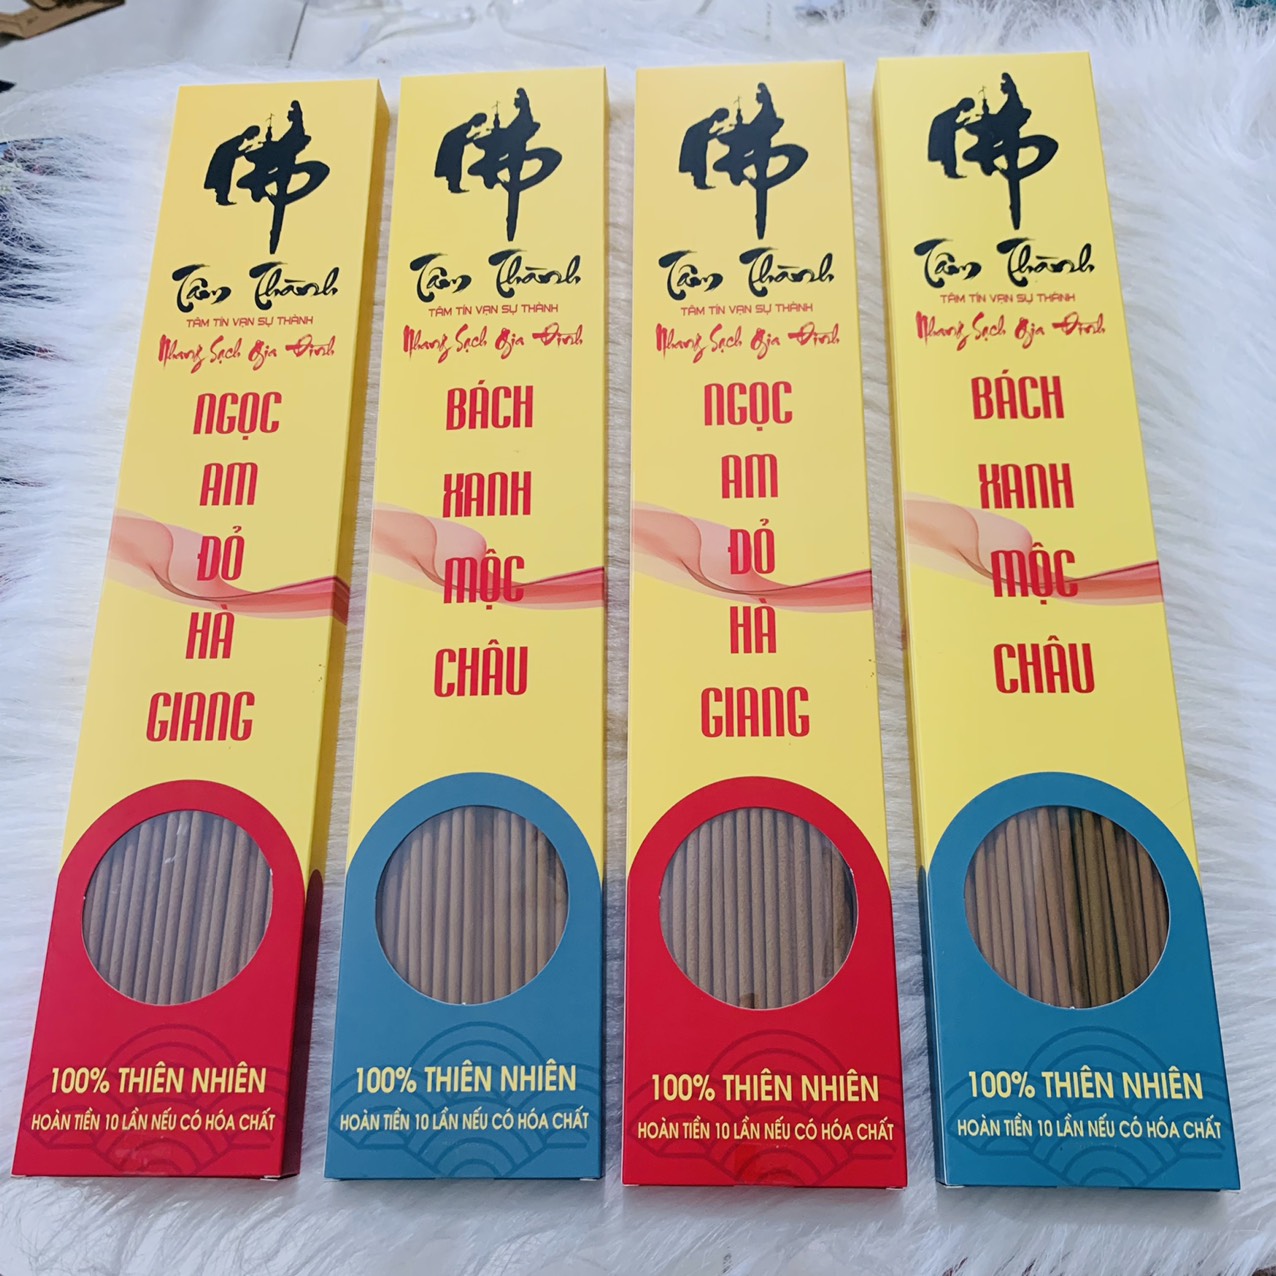 佛
Tâm Thành
TÂM TÍN VẠN SỰ THÀNH
Nhang Sạch Gia Đình
NGỌC
AM
ĐỎ
HÀ
GIANG
100% THIÊN NHIÊN
HOÀN TIỀN 10 LẦN NẾU CÓ HÓA CHẤT
佛
Tâm Thành
TÂM TÍN VẠN SỰ THÀNH
Nhang Sạch Gia Đình
BÁCH
XANH
MỘC
CHÂU
100% THIÊN NHIÊN
HOÀN TIỀN 10 LẦN NẾU CÓ HÓA CHẤT
佛
Tâm Thành
TÂM TÍN VẠN SỰ THÀNH
Nhang Sạch Gia Đình
NGỌC
AM
ĐỎ
HÀ
GIANG
100% THIÊN NHIÊN
HOÀN TIỀN 10 LẦN NẾU CÓ HÓA CHẤT
佛
Tâm Thành
TÂM TÍN VẠN SỰ THÀNH
Nhang Sạch Gia Đình
BÁCH
XANH
MỘC
CHÂU
100% THIÊN NHIÊN
HOÀN TIỀN 10 LẦN NẾU CÓ HÓA CHẤT